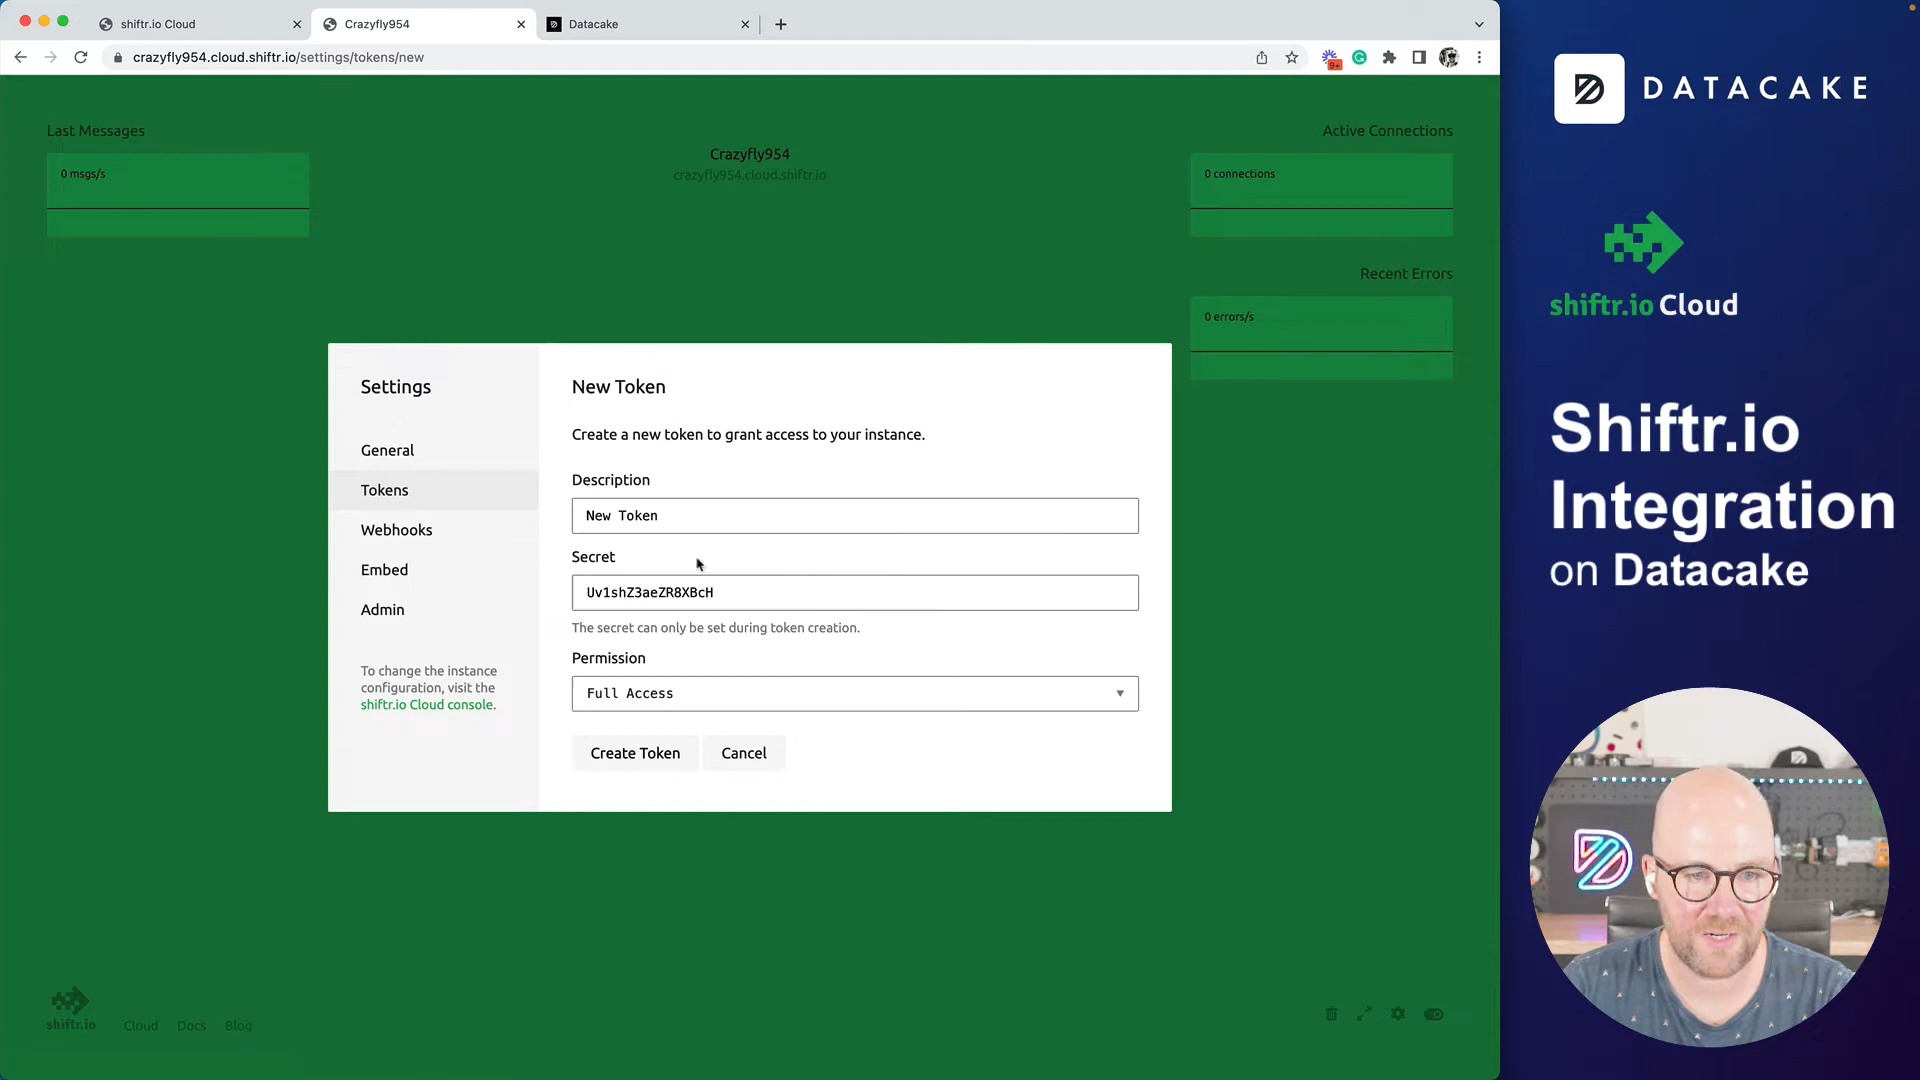 shiftr.io Cloud
Crazyfly954
Datacake
crazyfly954.cloud.shiftr.io/settings/tokens/new
9+
Last Messages
0 msgs/s
Crazyfly954
crazyfly954.cloud.shiftr.io
Active Connections
0 connections
Recent Errors
0 errors/s
Settings
General
Tokens
Webhooks
Embed
Admin
To change the instance
configuration, visit the
shiftr.io Cloud console.
New Token
Create a new token to grant access to your instance.
Description
New Token
Secret
Uv1shZ3aeZR8XBcH
The secret can only be set during token creation.
Permission
Full Access
Create Token
Cancel
shiftr.io
Cloud
Docs
Blog
DATACAKE
shiftr.io Cloud
Shiftr.io
Integration
on Datacake